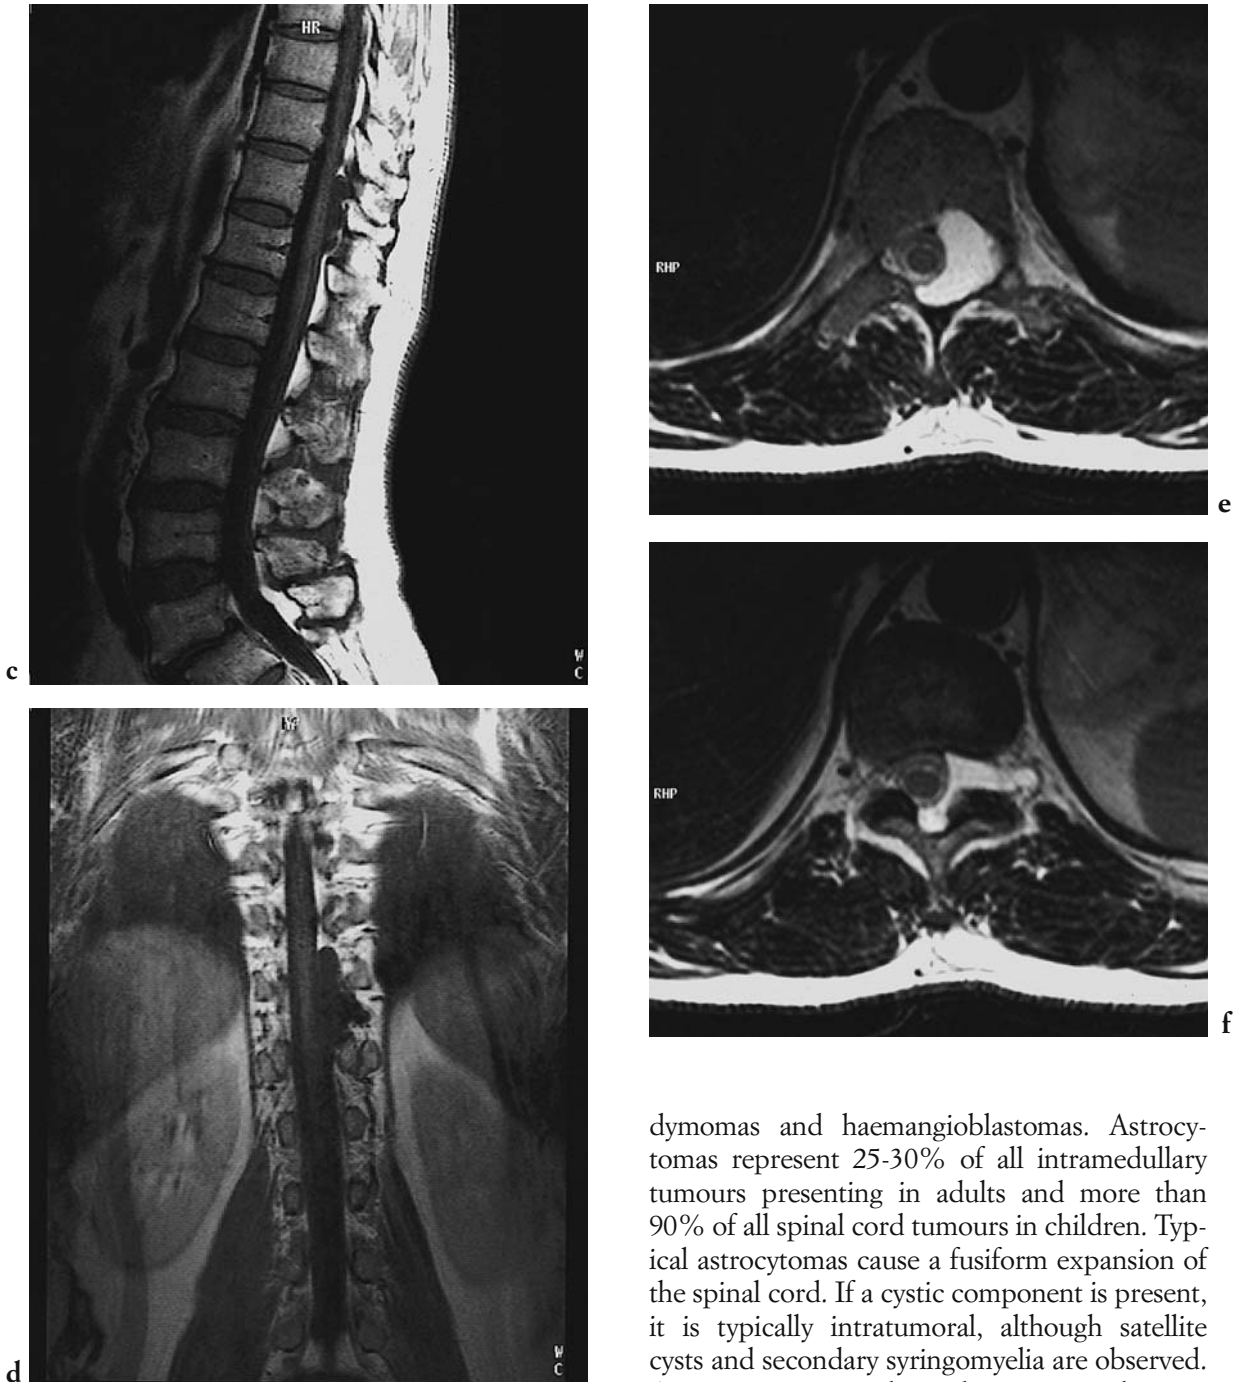 HR
W
C
c
RHP
e
d
W
C
RHP
f
dymomas and haemangioblastomas. Astrocy-
tomas represent 25-30% of all intramedullary
tumours presenting in adults and more than
90% of all spinal cord tumours in children. Typ-
ical astrocytomas cause a fusiform expansion of
the spinal cord. If a cystic component is present,
it is typically intratumoral, although satellite
cysts and secondary syringomyelia are observed.